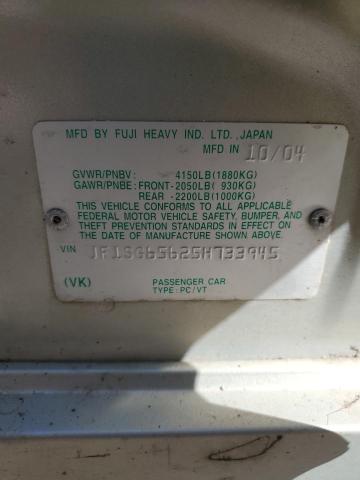 MFD BY FUJI HEAVY IND. LTD., JAPAN
MFD IN 10/04
GVWR/PNBV: 4150LB(1880KG)
GAWR/PNBE: FRONT-2050LB( 930KG)
REAR -2200LB(1000KG)
THIS VEHICLE CONFORMS TO ALL APPLICABLE
FEDERAL MOTOR VEHICLE SAFETY, BUMPER, AND
THEFT PREVENTION STANDARDS IN EFFECT ON THE
DATE OF MANUFACTURE SHOWN ABOVE.
VIN JF1SG65625H733945
(VK) PASSENGER CAR
TYPE: PC/VT